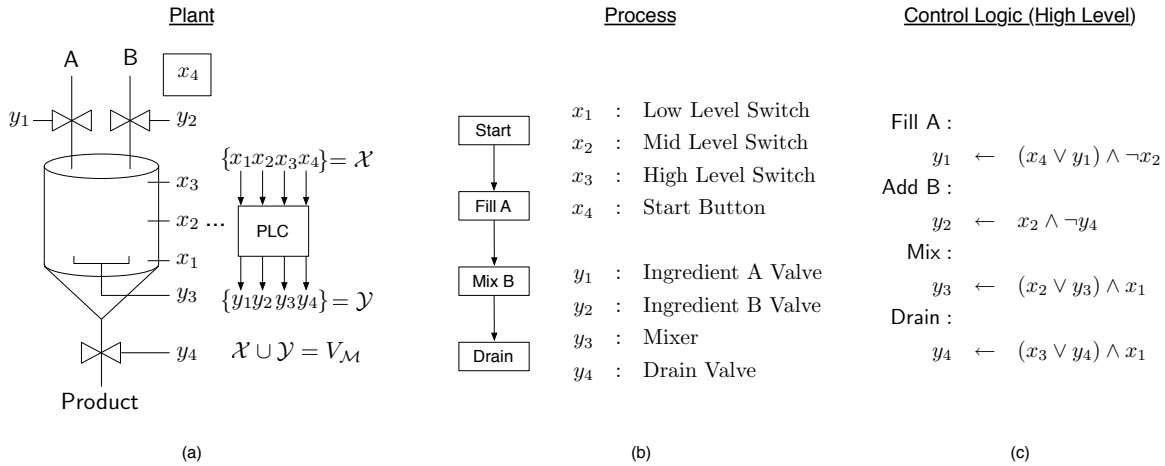 Plant
A
B
x₄
y₁
y₂
{x₁x₂x₃x₄} = 𝒳
x₃
x₂ ...
PLC
x₁
y₃
{y₁y₂y₃y₄} = 𝒴
y₄
𝒳 ∪ 𝒴 = V_ℳ
Product
(a)
Process
Start
Fill A
Mix B
Drain
x₁ : Low Level Switch
x₂ : Mid Level Switch
x₃ : High Level Switch
x₄ : Start Button
y₁ : Ingredient A Valve
y₂ : Ingredient B Valve
y₃ : Mixer
y₄ : Drain Valve
(b)
Control Logic (High Level)
Fill A :
y₁ ← (x₄ ∨ y₁) ∧ ¬x₂
Add B :
y₂ ← x₂ ∧ ¬y₄
Mix :
y₃ ← (x₂ ∨ y₃) ∧ x₁
Drain :
y₄ ← (x₃ ∨ y₄) ∧ x₁
(c)